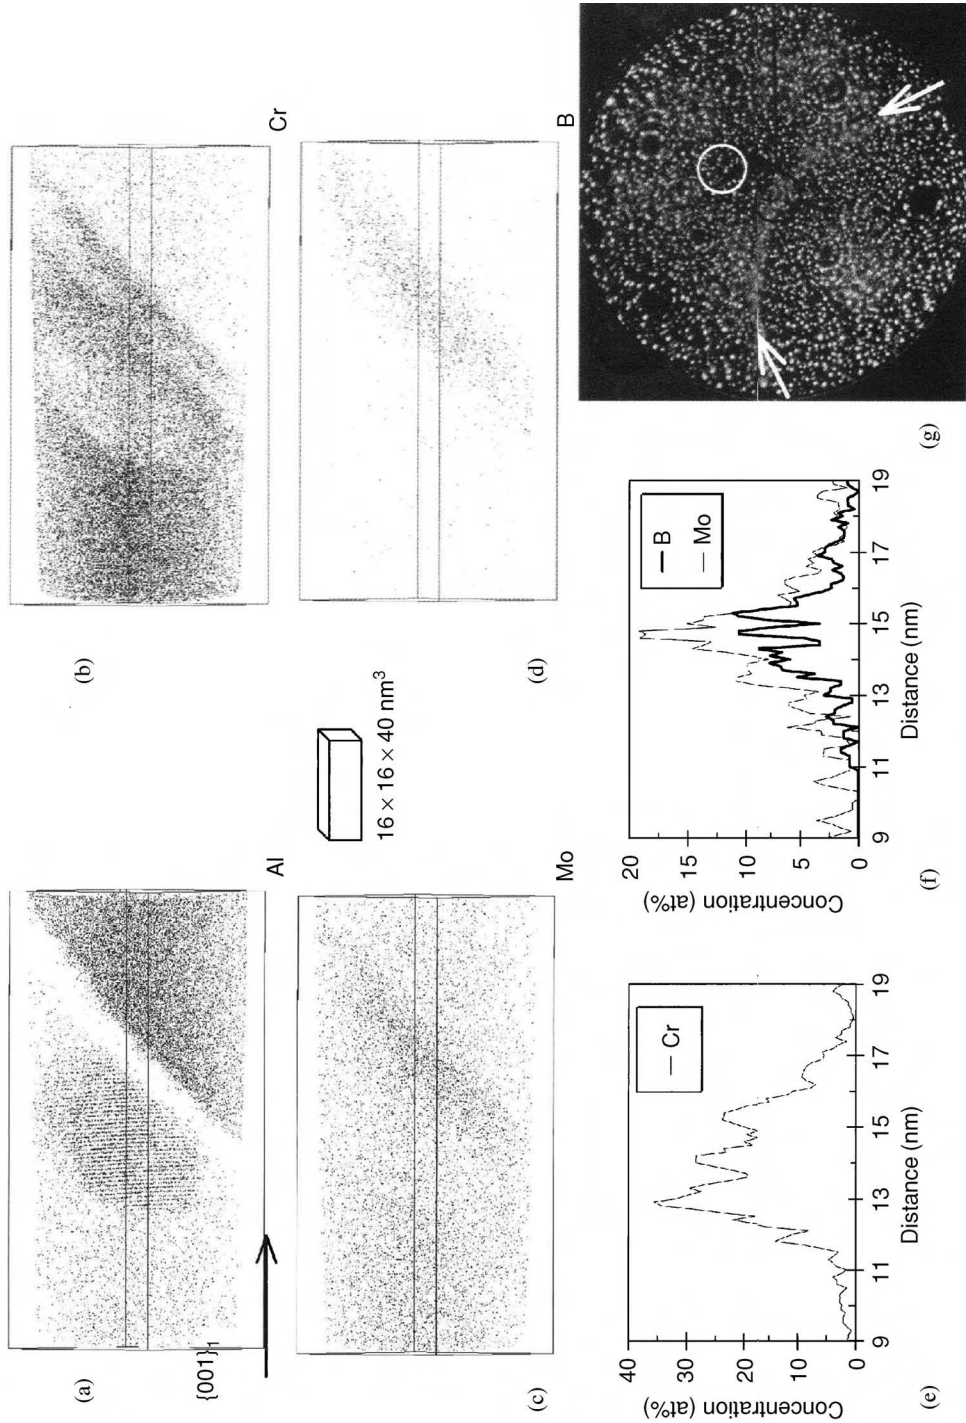 (a)
{001}₁
Al
(b)
Cr
16 × 16 × 40 nm³
(c)
Mo
(d)
B
Concentration (at%)
40
30
20
10
0
9
11
13
15
17
19
Distance (nm)
Cr
(e)
Concentration (at%)
20
15
10
5
0
9
11
13
15
17
19
Distance (nm)
B
Mo
(f)
(g)